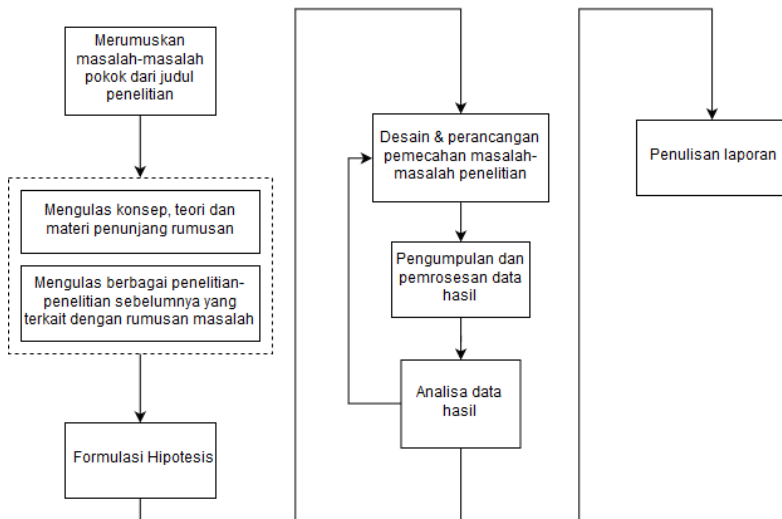 Merumuskan
masalah-masalah
pokok dari judul
penelitian
Mengulas konsep, teori dan
materi penunjang rumusan
Mengulas berbagai penelitian-
penelitian sebelumnya yang
terkait dengan rumusan masalah
Formulasi Hipotesis
Desain & perancangan
pemecahan masalah-
masalah penelitian
Pengumpulan dan
pemrosesan data
hasil
Analisa data
hasil
Penulisan laporan